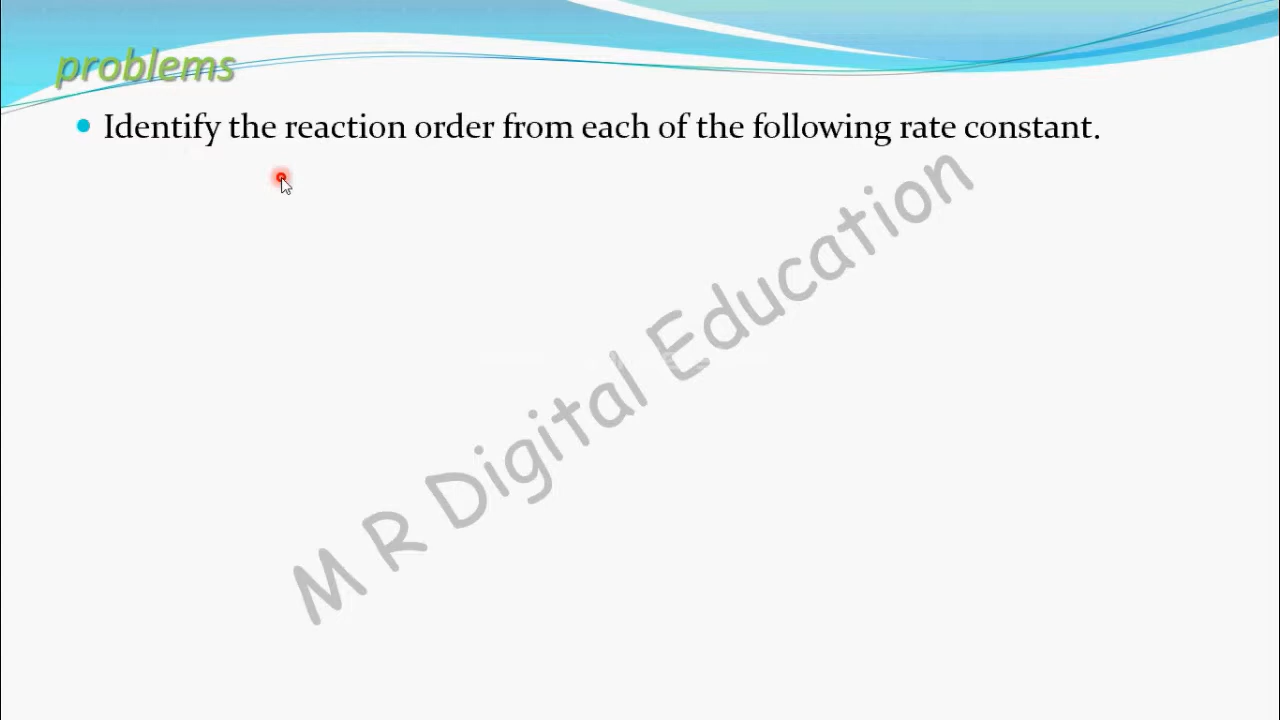 problems
Identify the reaction order from each of the following rate constant.
M R Digital Education